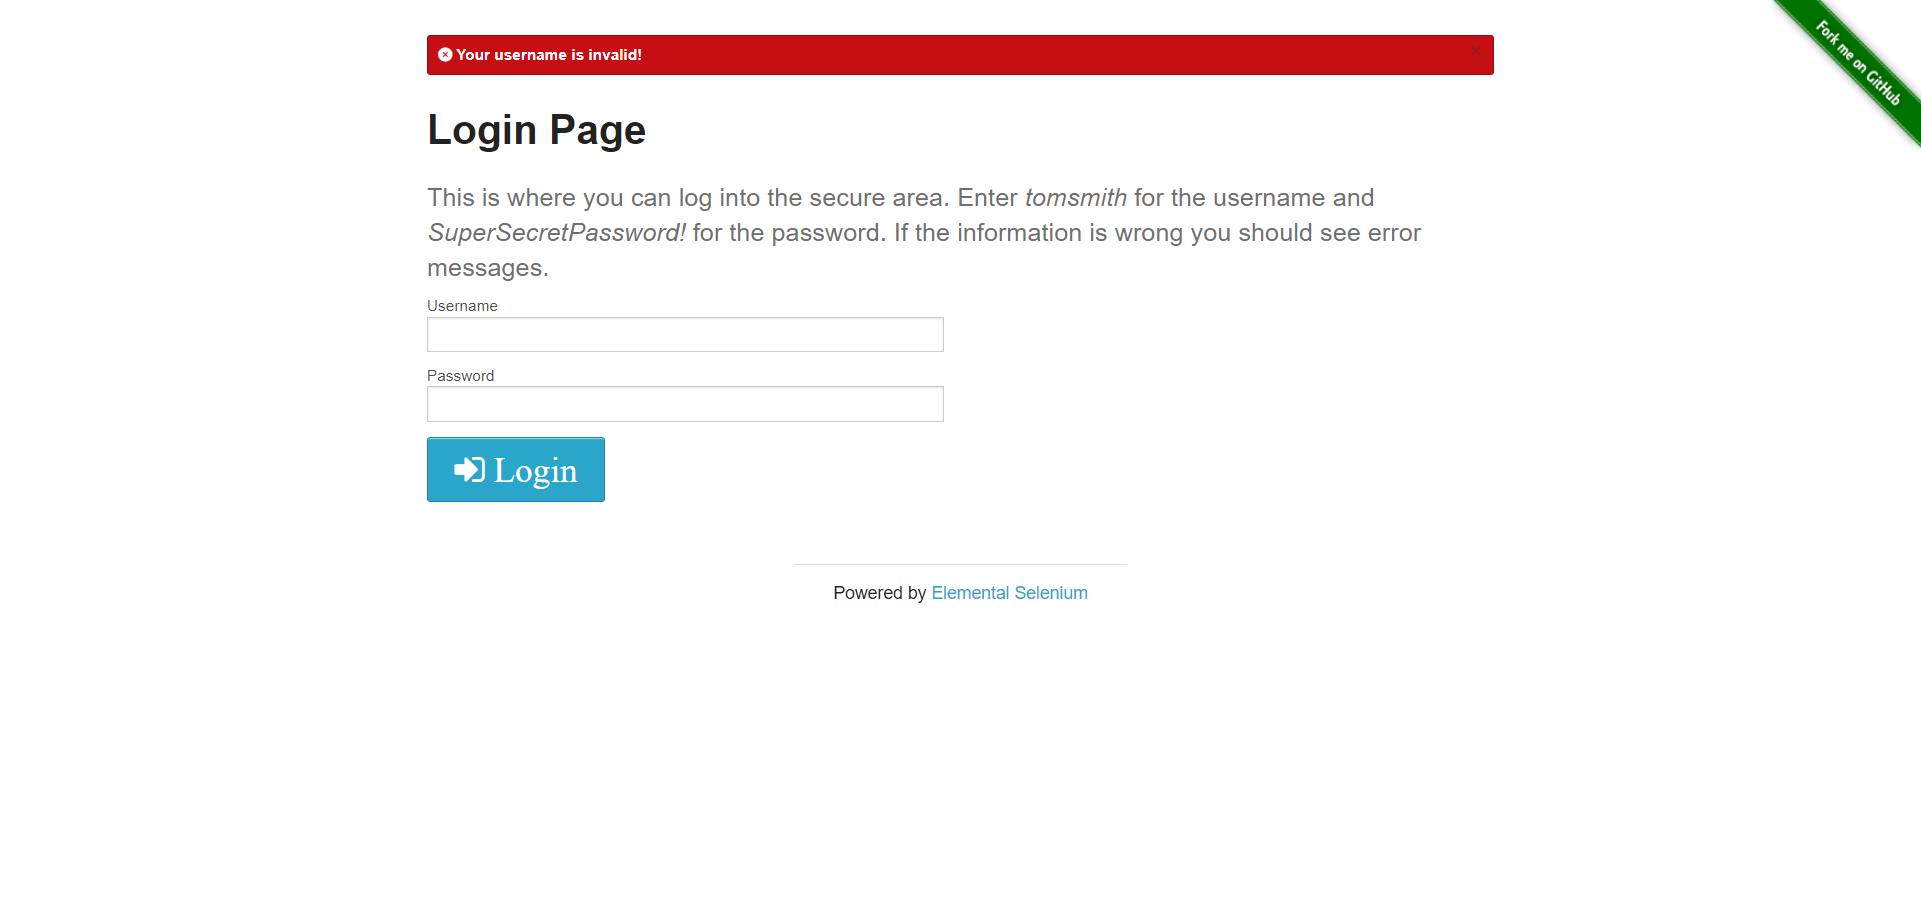 Your username is invalid!
×
Fork me on GitHub
Login Page
This is where you can log into the secure area. Enter tomsmith for the username and
SuperSecretPassword! for the password. If the information is wrong you should see error
messages.
Username
Password
Login
Powered by Elemental Selenium